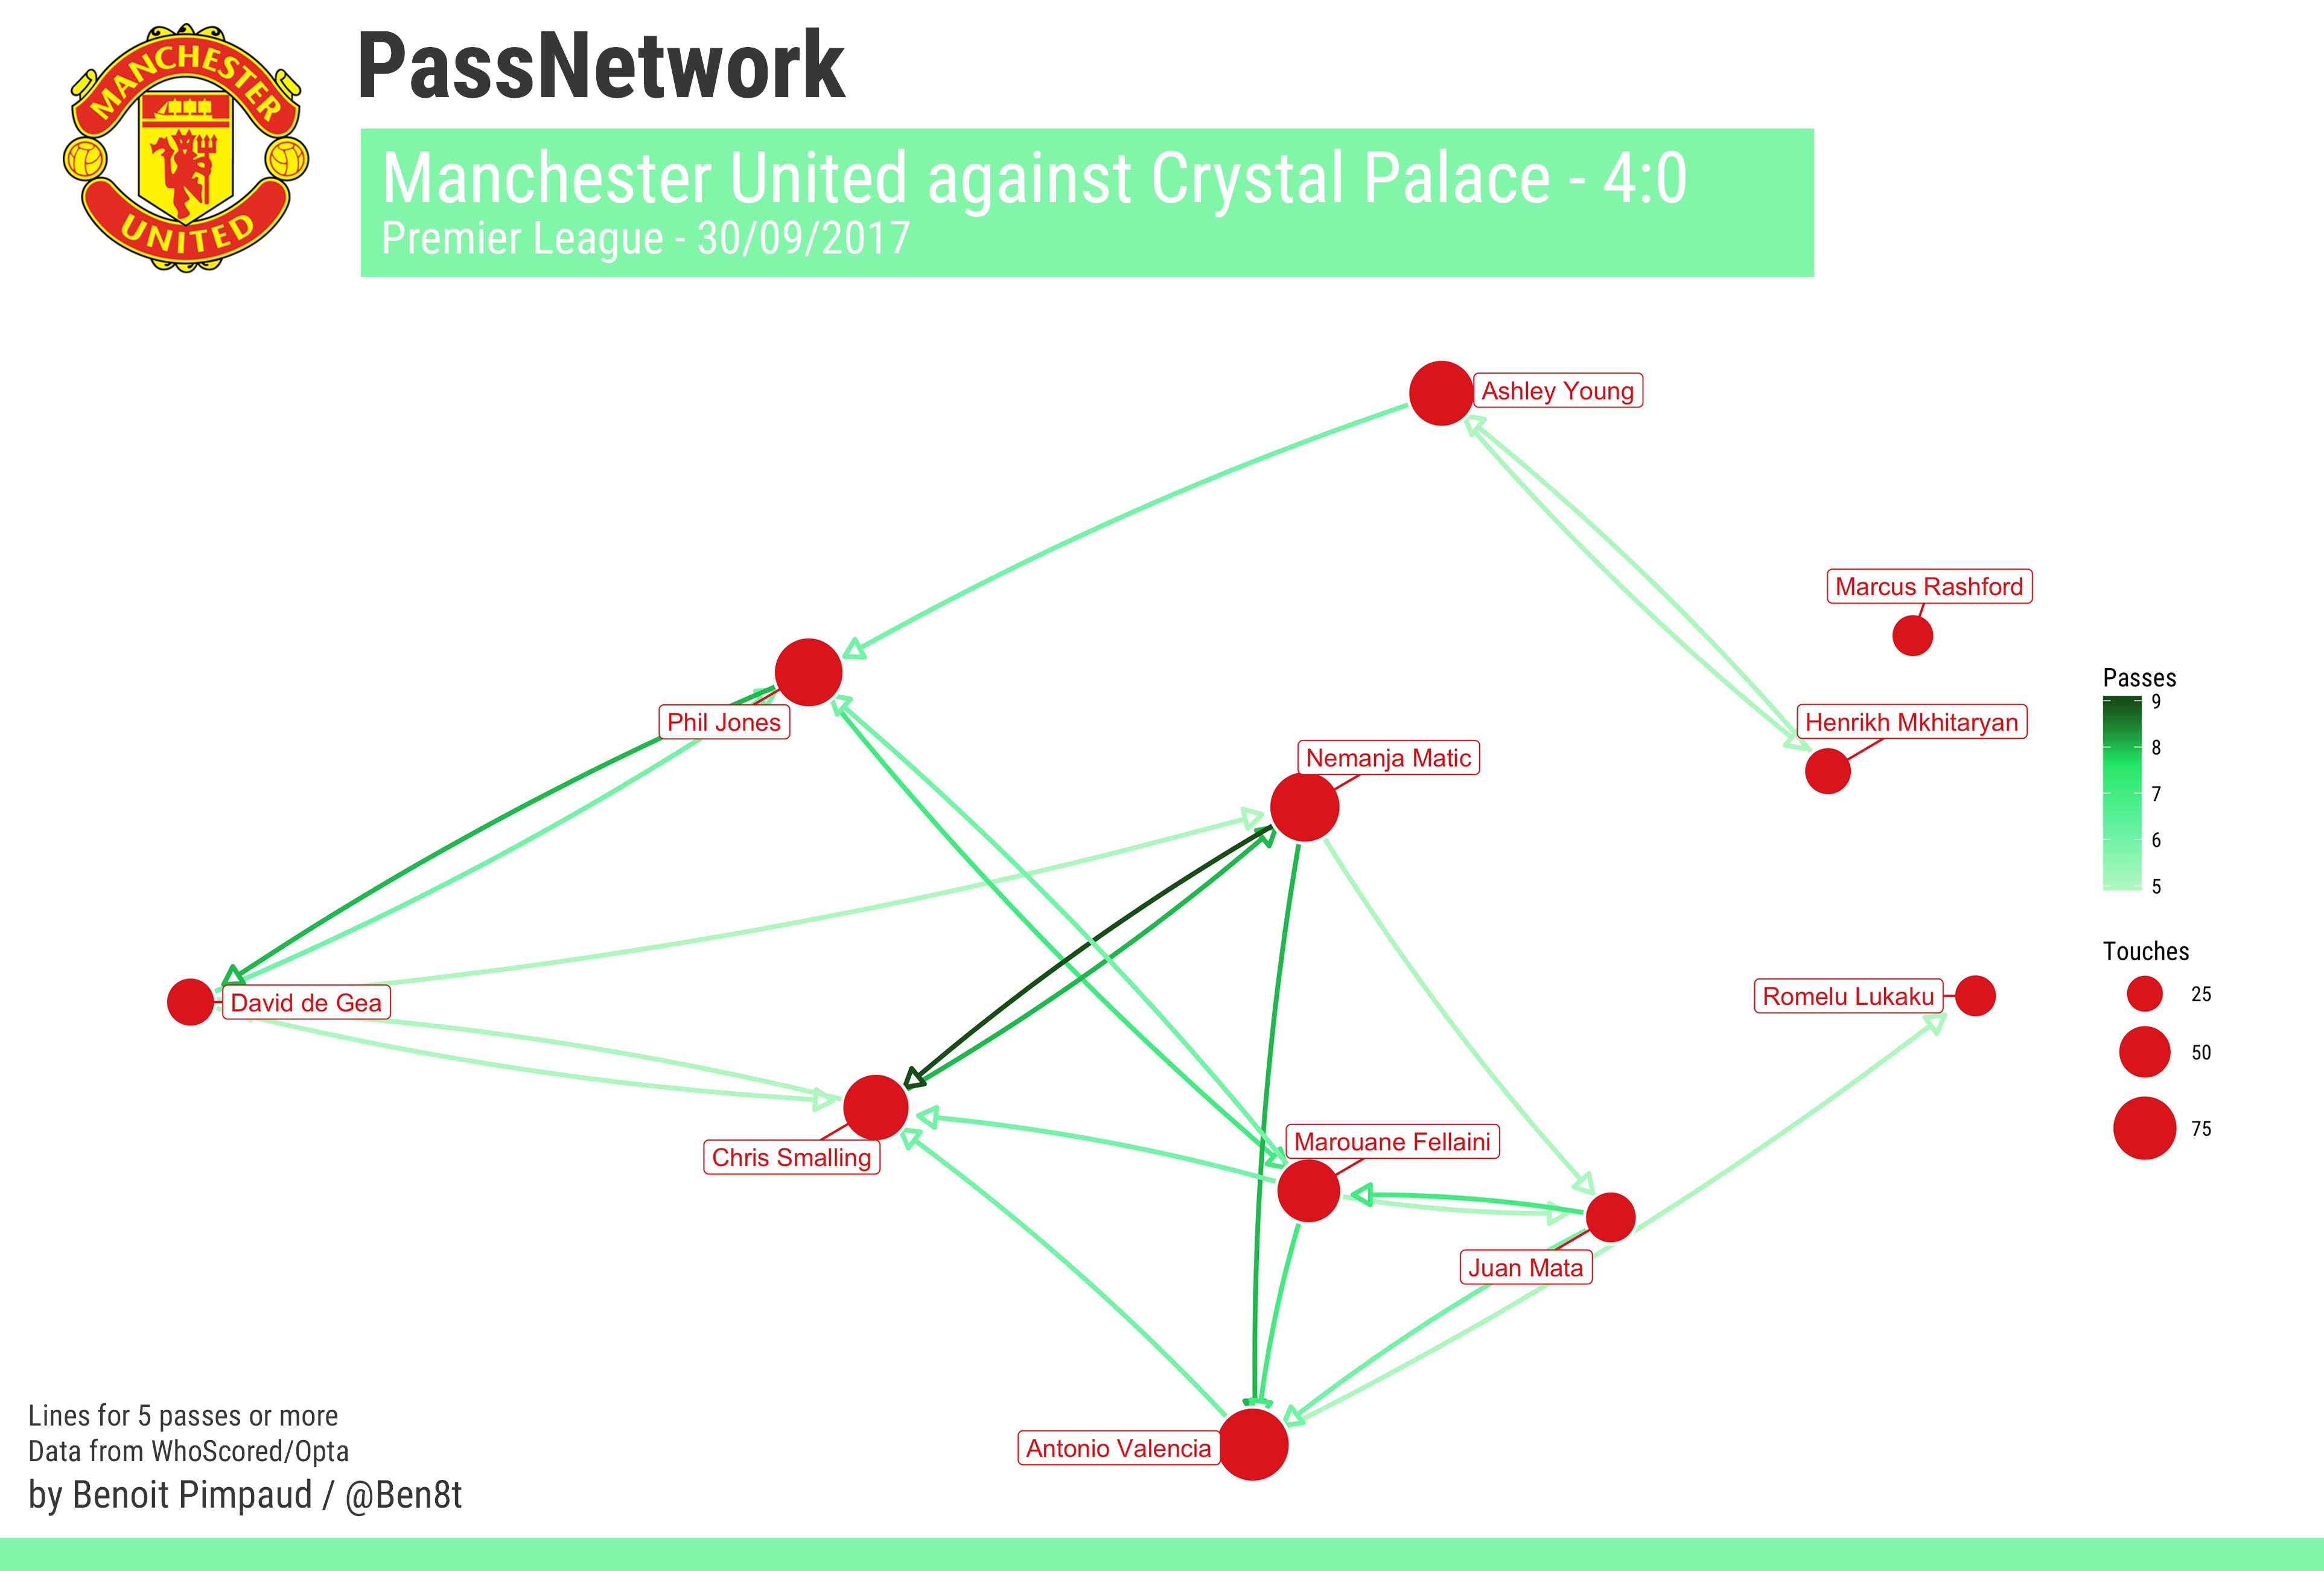 MANCHESTER
UNITED
PassNetwork
Manchester United against Crystal Palace - 4:0
Premier League - 30/09/2017
Ashley Young
Marcus Rashford
Henrikh Mkhitaryan
Phil Jones
Nemanja Matic
David de Gea
Romelu Lukaku
Chris Smalling
Marouane Fellaini
Juan Mata
Antonio Valencia
Passes
9
8
7
6
5
Touches
25
50
75
Lines for 5 passes or more
Data from WhoScored/Opta
by Benoit Pimpaud / @Ben8t